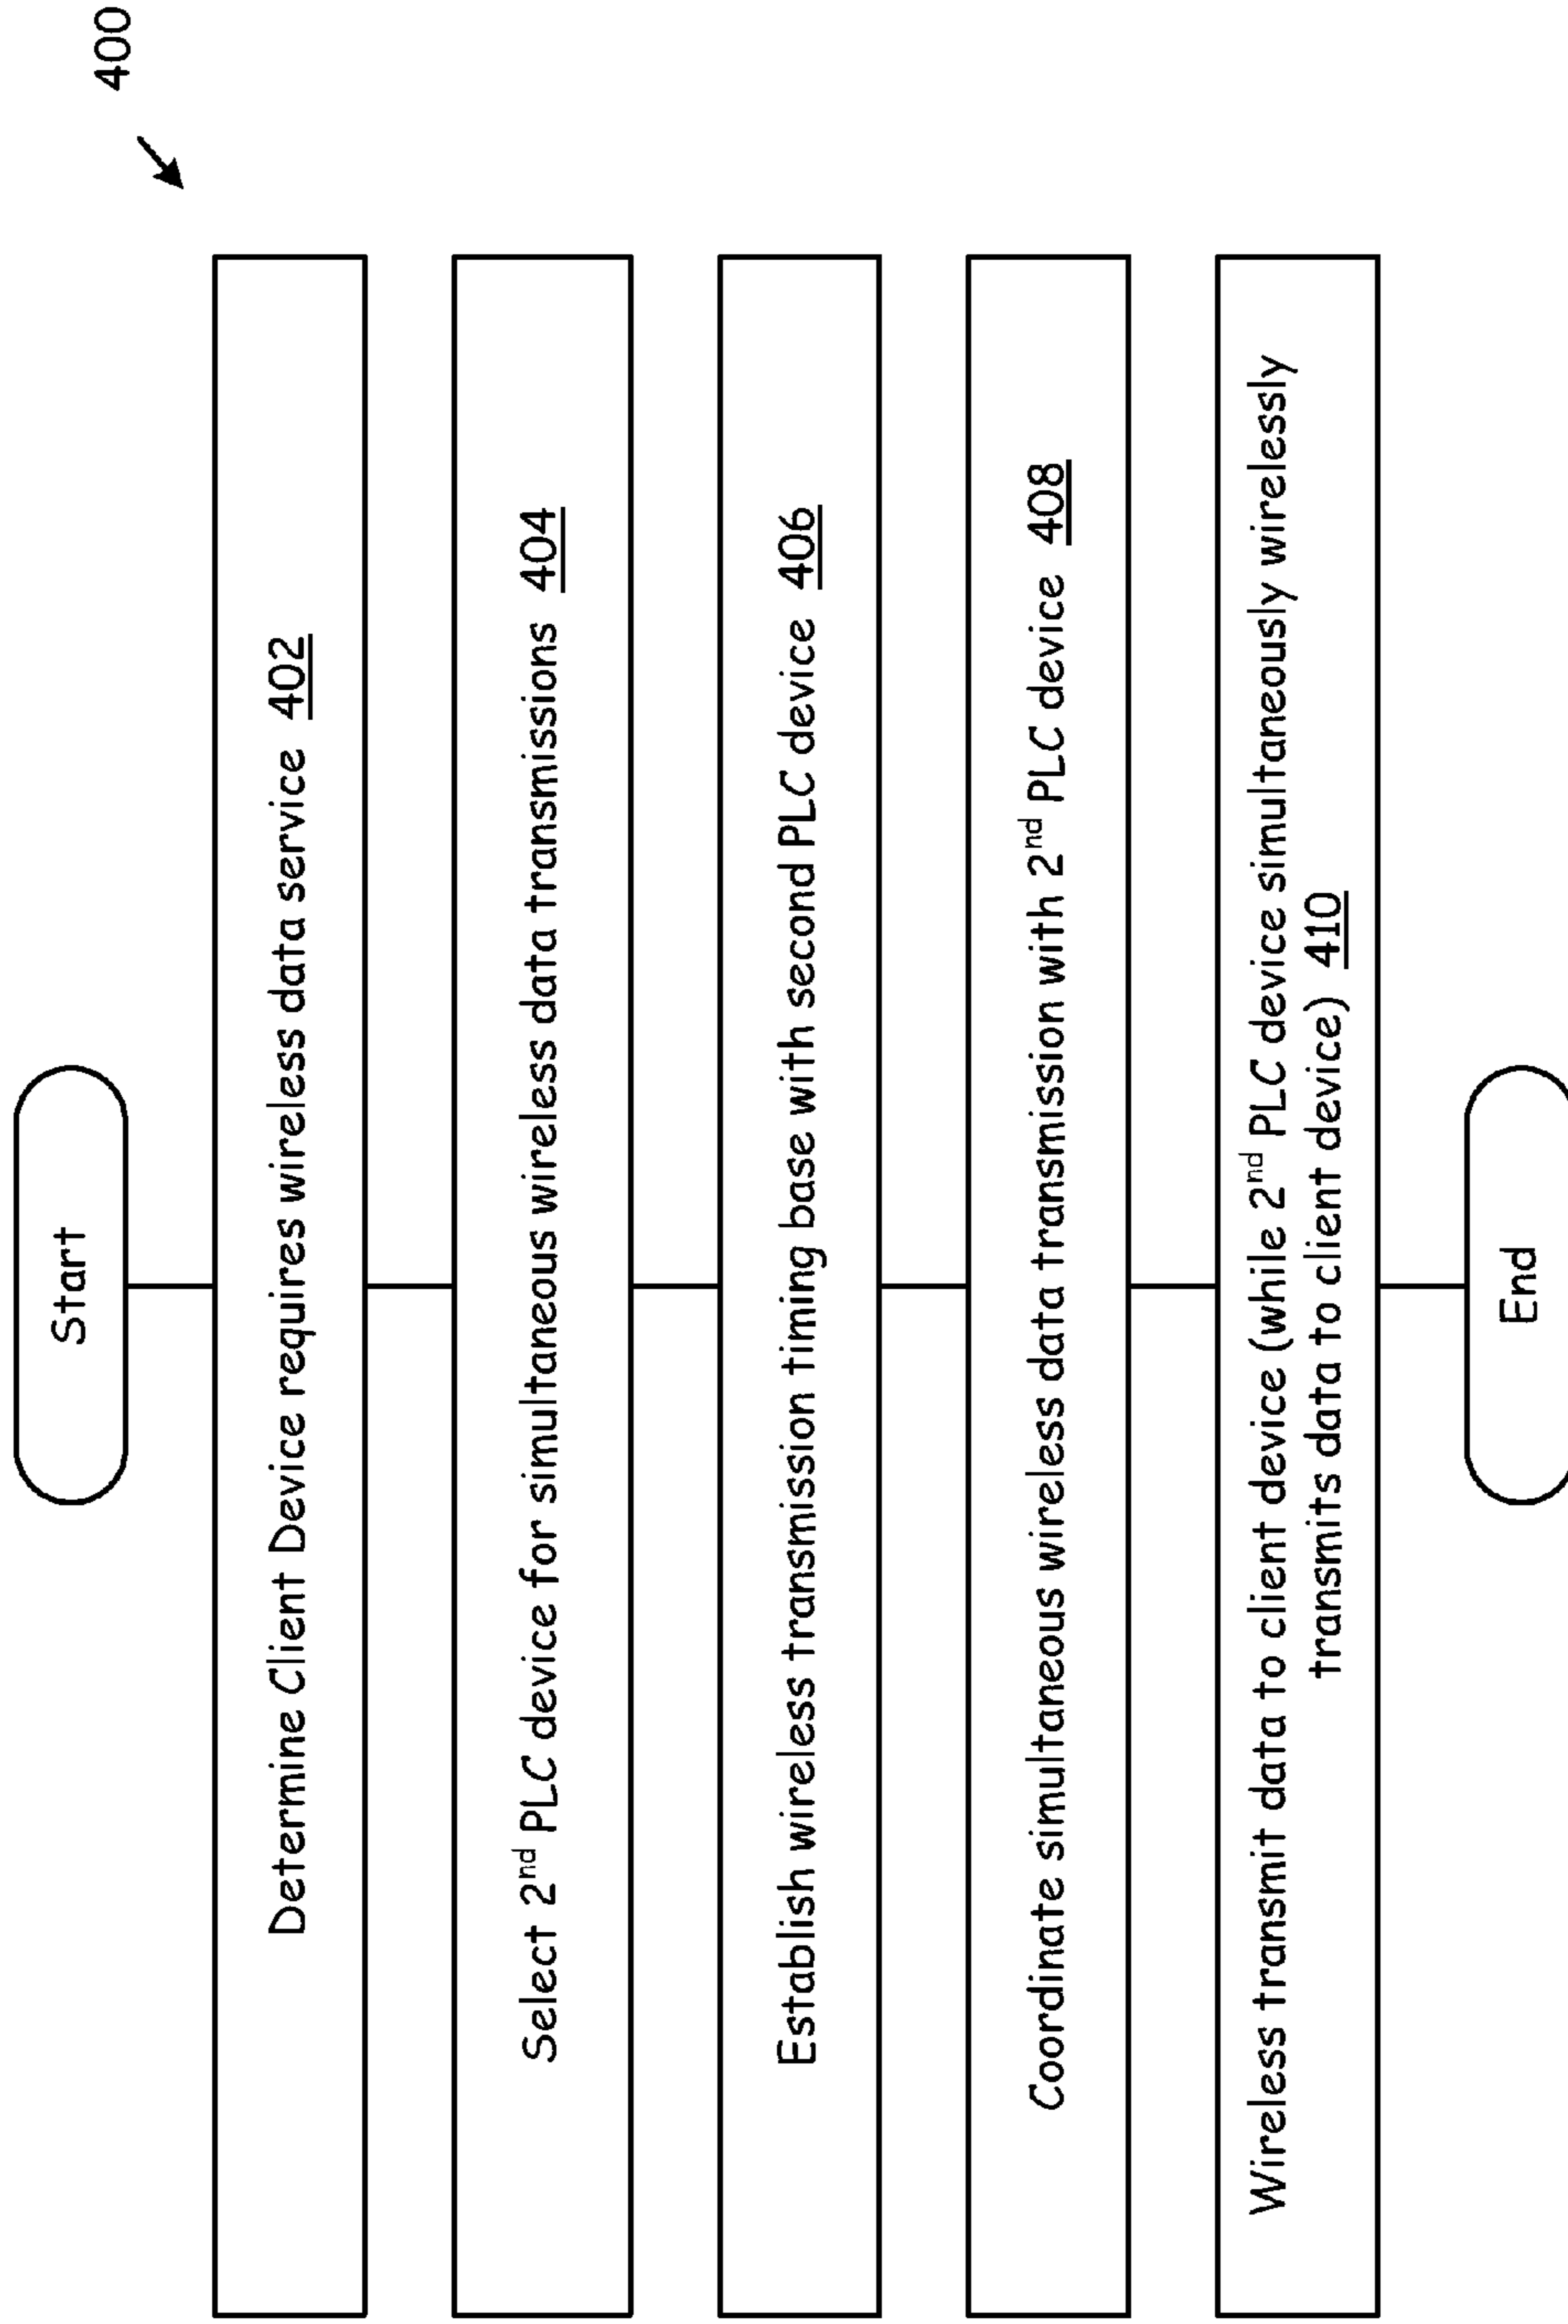 400
Start
Determine Client Device requires wireless data service 402
Select 2nd PLC device for simultaneous wireless data transmissions 404
Establish wireless transmission timing base with second PLC device 406
Coordinate simultaneous wireless data transmission with 2nd PLC device 408
Wireless transmit data to client device (while 2nd PLC device simultaneously wirelessly
transmits data to client device) 410
End